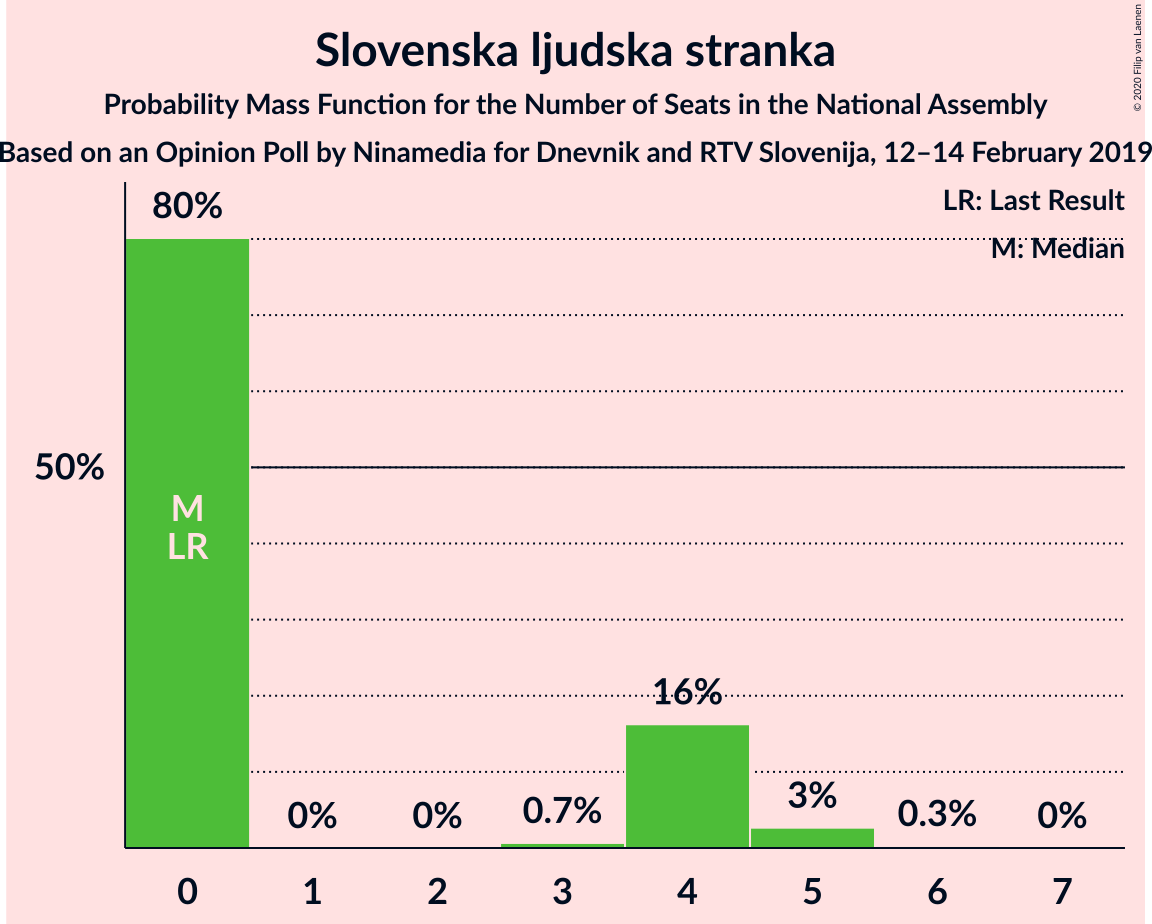 Slovenska ljudska stranka
Probability Mass Function for the Number of Seats in the National Assembly
Based on an Opinion Poll by Ninamedia for Dnevnik and RTV Slovenija, 12–14 February 2019
© 2020 Filip van Laenen
LR: Last Result
M: Median
80%
50%
M
LR
0%
0%
0.7%
16%
3%
0.3%
0%
0
1
2
3
4
5
6
7